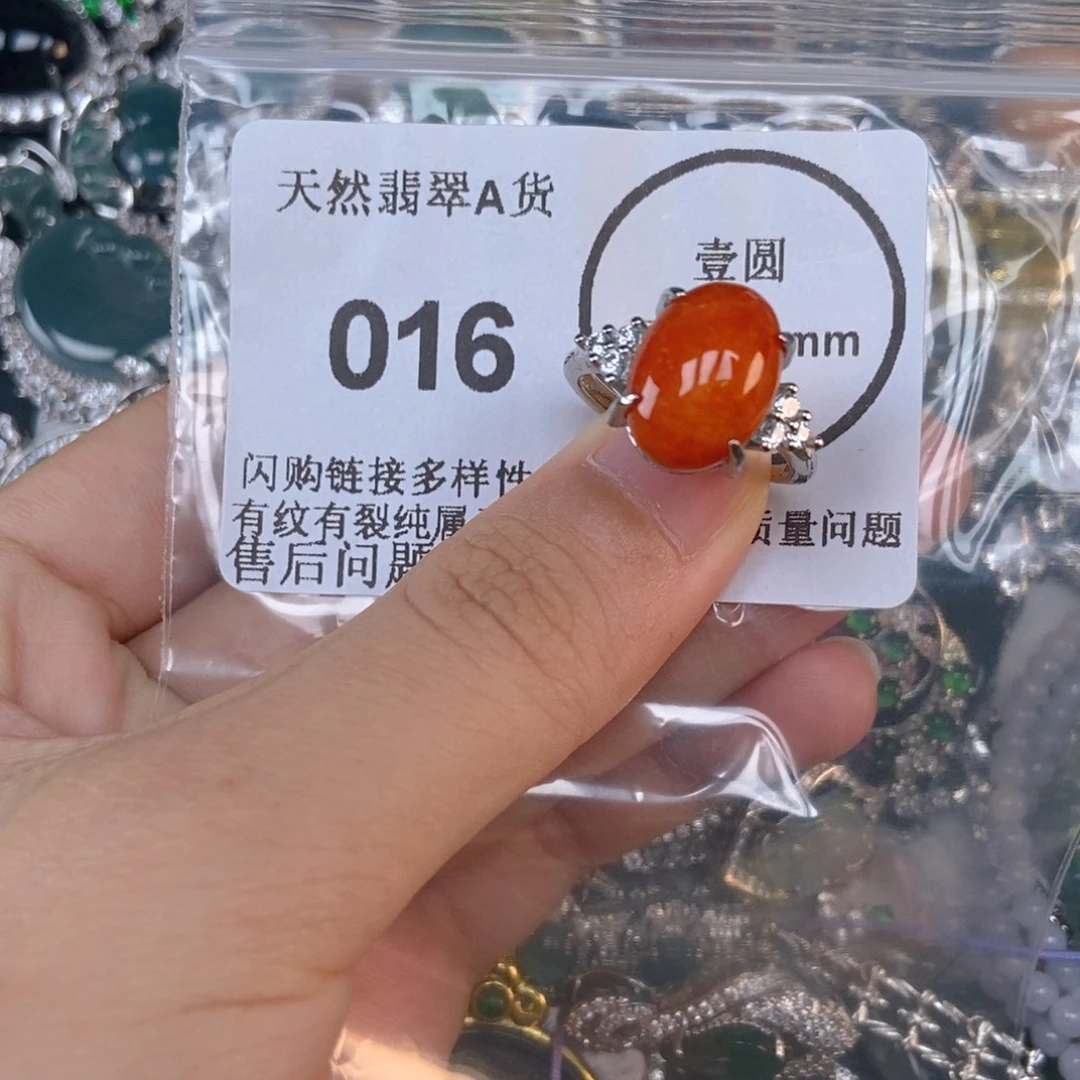 天然翡翠A货
壹圆
mm
016
闪购链接多样性
有纹有裂纯属 质量问题
售后问题